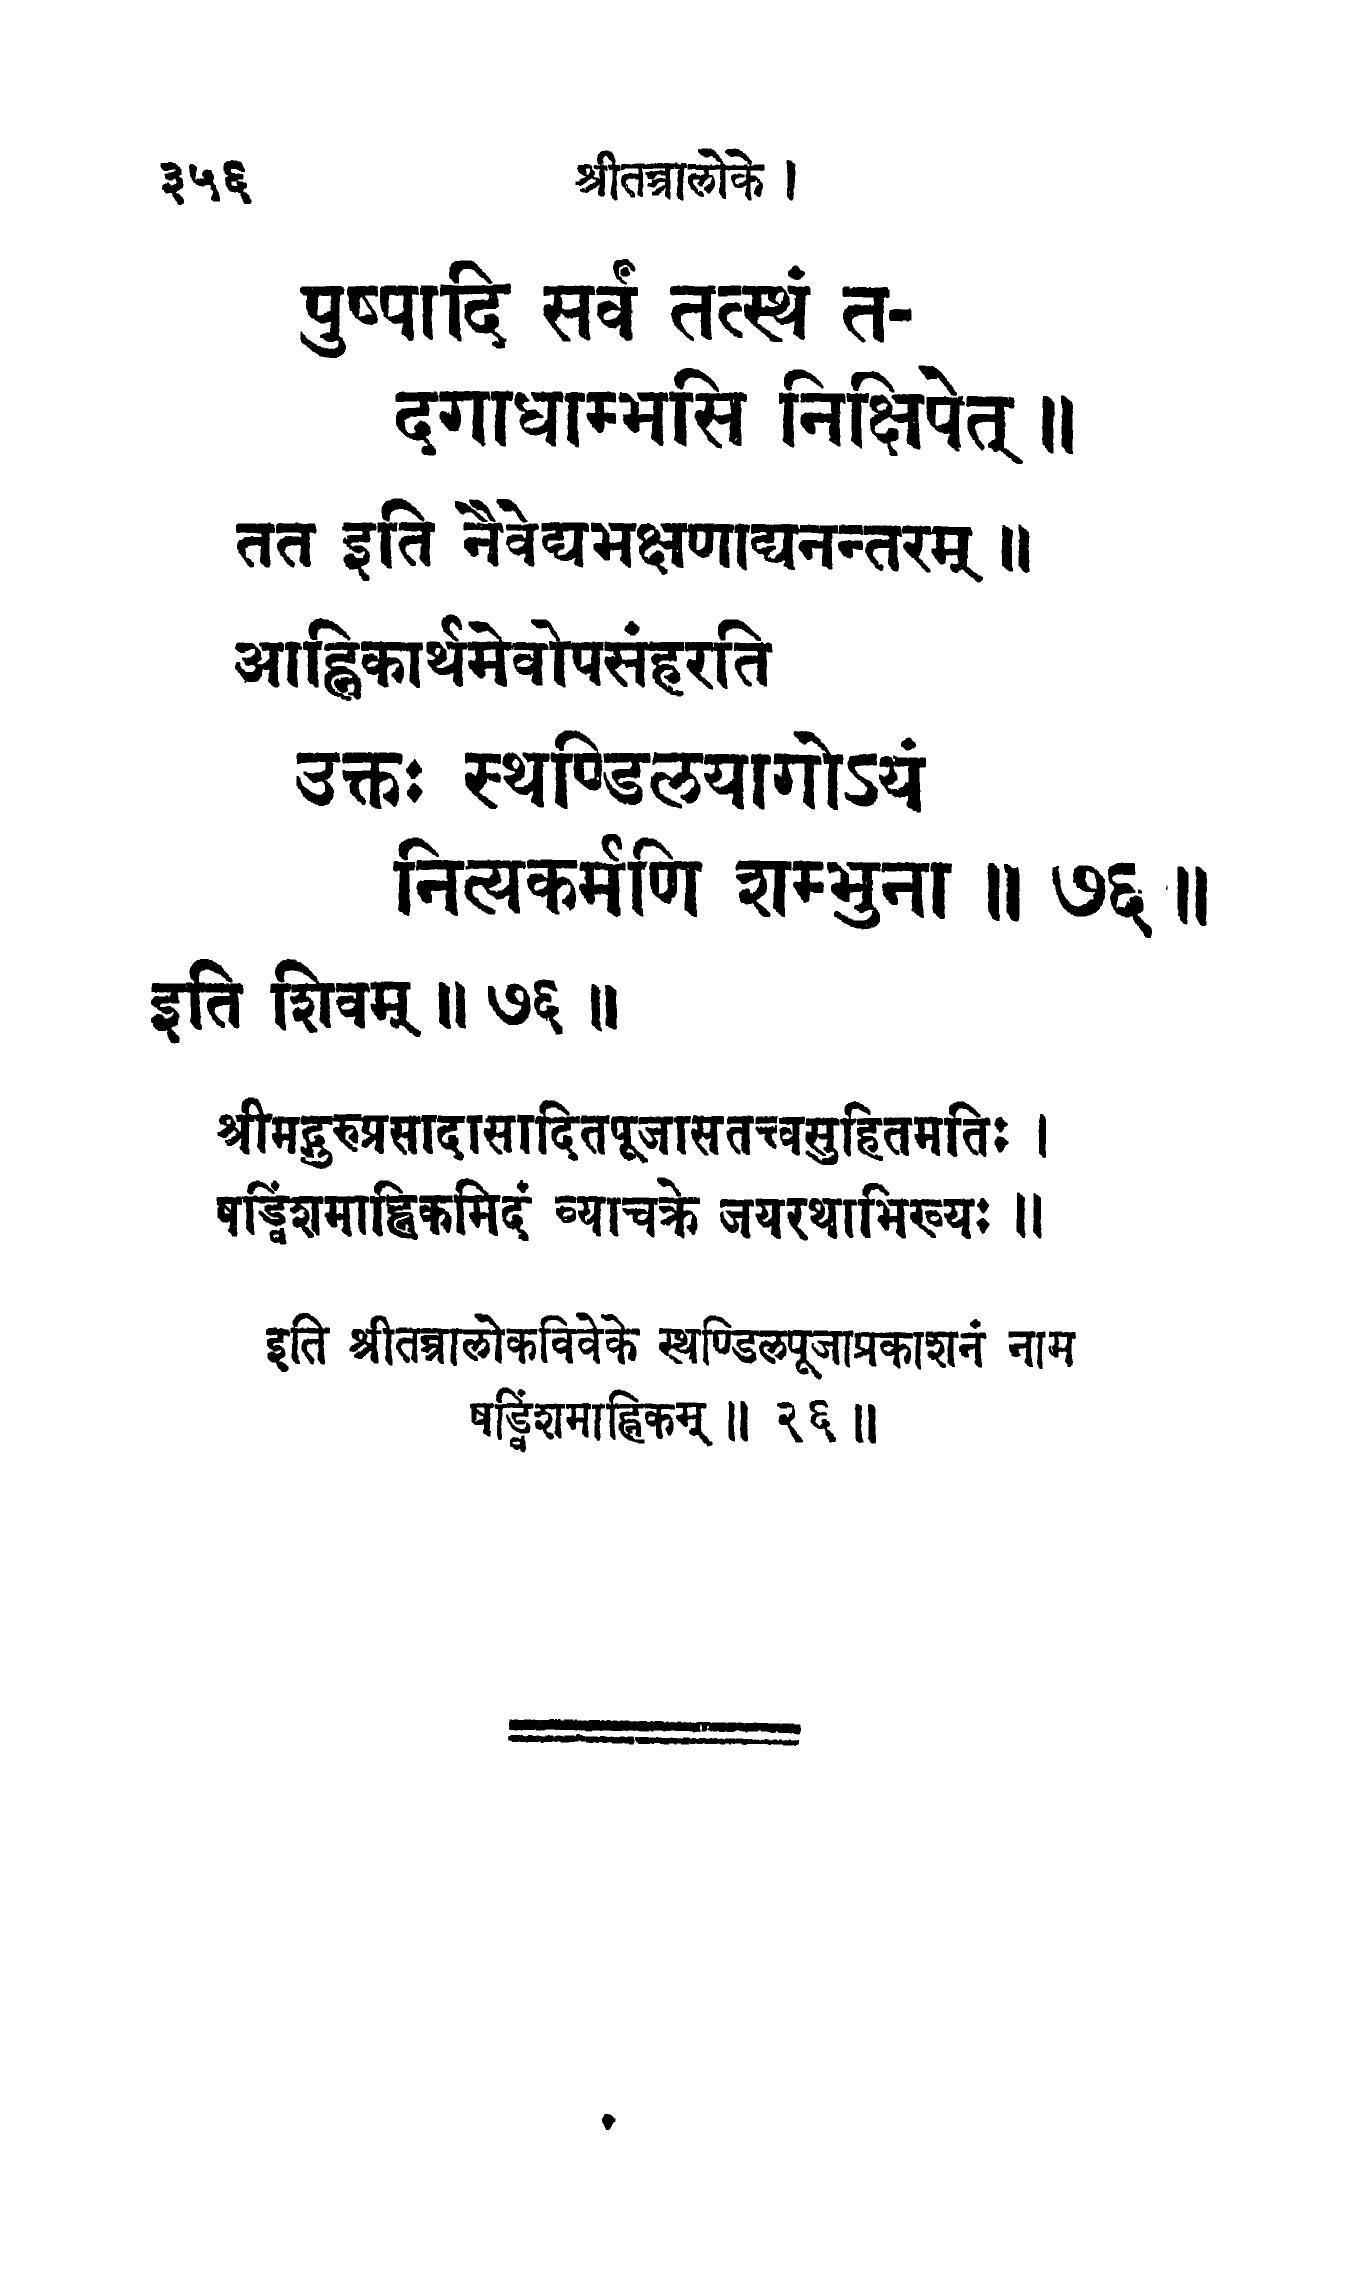 ३५६ श्रीतन्त्रालोके ।
पुष्पादि सर्वं तत्स्थं त-
दगाधाम्भसि निक्षिपेत् ॥
तत इति नैवेद्यभक्षणाद्यनन्तरम् ॥
आह्निकार्थमेवोपसंहरति
उक्तः स्थण्डिलयागोऽयं
नित्यकर्मणि शम्भुना ॥ ७६ ॥
इति शिवम् ॥ ७६ ॥
श्रीमद्गुरुप्रसादासादितपूजासतत्त्वसुहितमतिः ।
षड्विंशमाह्निकमिदं व्याचक्रे जयरथाभिख्यः ॥
इति श्रीतन्त्रालोकविवेके स्थण्डिलपूजाप्रकाशनं नाम
षड्विंशमाह्निकम् ॥ २६ ॥